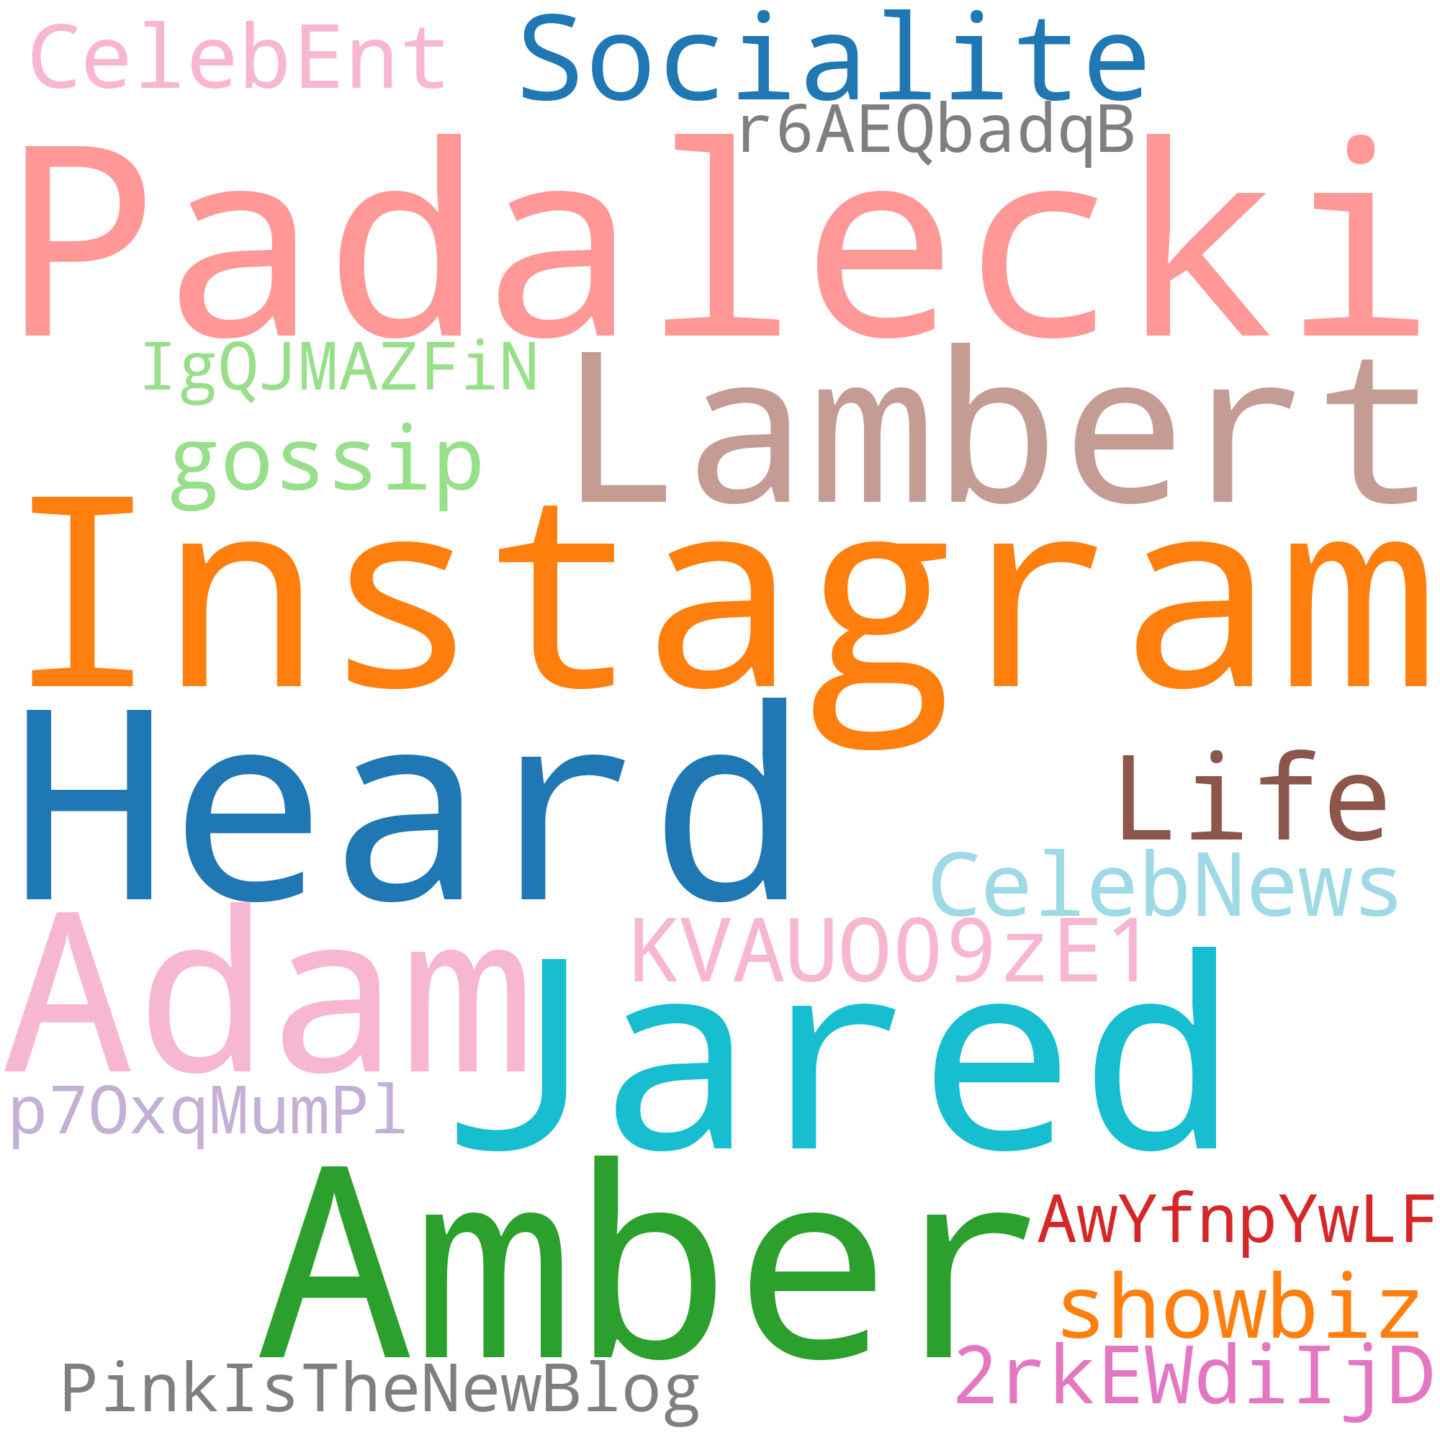 CelebEnt
Socialite
r6AEQbadqB
Padalecki
IgQJMAZFiN
Lambert
gossip
Instagram
Heard
Life
CelebNews
Adam
KVAUO09zE1
Jared
p7OxqMumPl
Amber
AwYfnpYwLF
showbiz
2rkEWdiIjD
PinkIsTheNewBlog